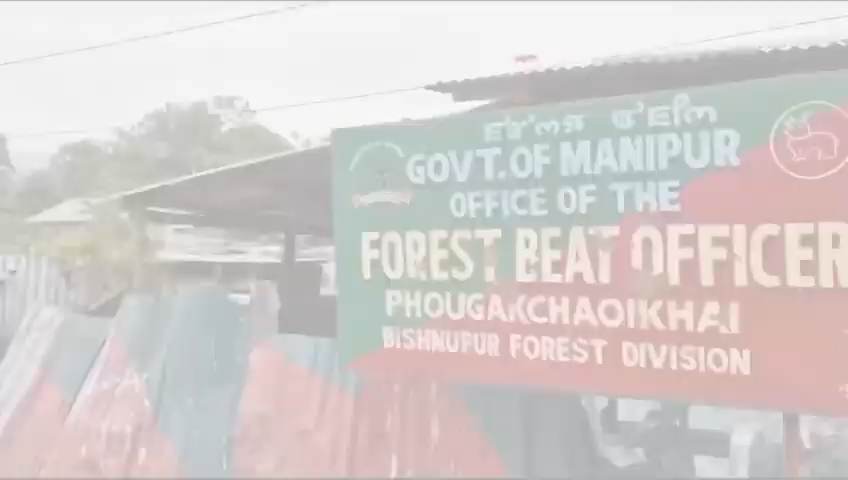 GOVT. OF MANIPUR
OFFICE OF THE
FOREST BEAT OFFICER
PHOUGAKCHAOIKHAI
BISHNUPUR FOREST DIVISION